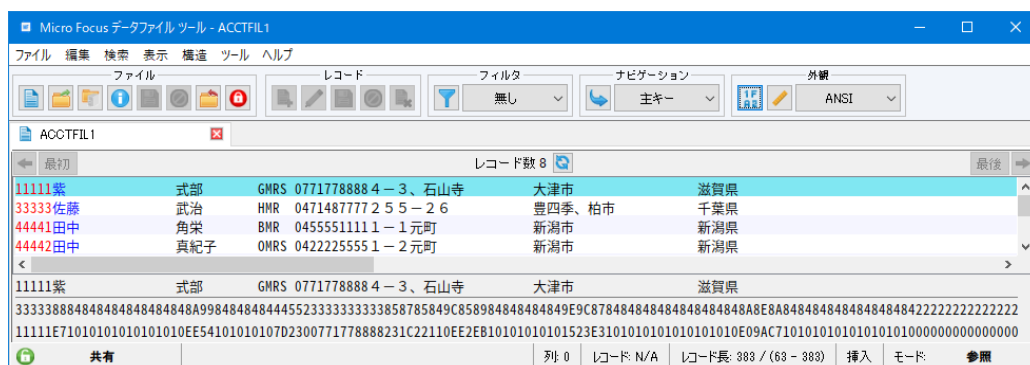 Micro Focus データファイル ツール - ACCTFIL1
ファイル 編集 検索 表示 構造 ツール ヘルプ
ファイル レコード フィルタ ナビゲーション 外観
無し 主キー ANSI
ACCTFIL1
最初 レコード数 8 最後
11111紫 式部 GMRS 0771778888４－３、石山寺 大津市 滋賀県
33333佐藤 武治 HMR 0471487777２５５－２６ 豊四季、柏市 千葉県
44441田中 角栄 BMR 0455551111１－１元町 新潟市 新潟県
44442田中 真紀子 OMRS 0422225555１－２元町 新潟市 新潟県
11111紫 式部 GMRS 0771778888４－３、石山寺 大津市 滋賀県
共有 列: 0 レコード: N/A レコード長: 383 / (63 - 383) 挿入 モード: 参照